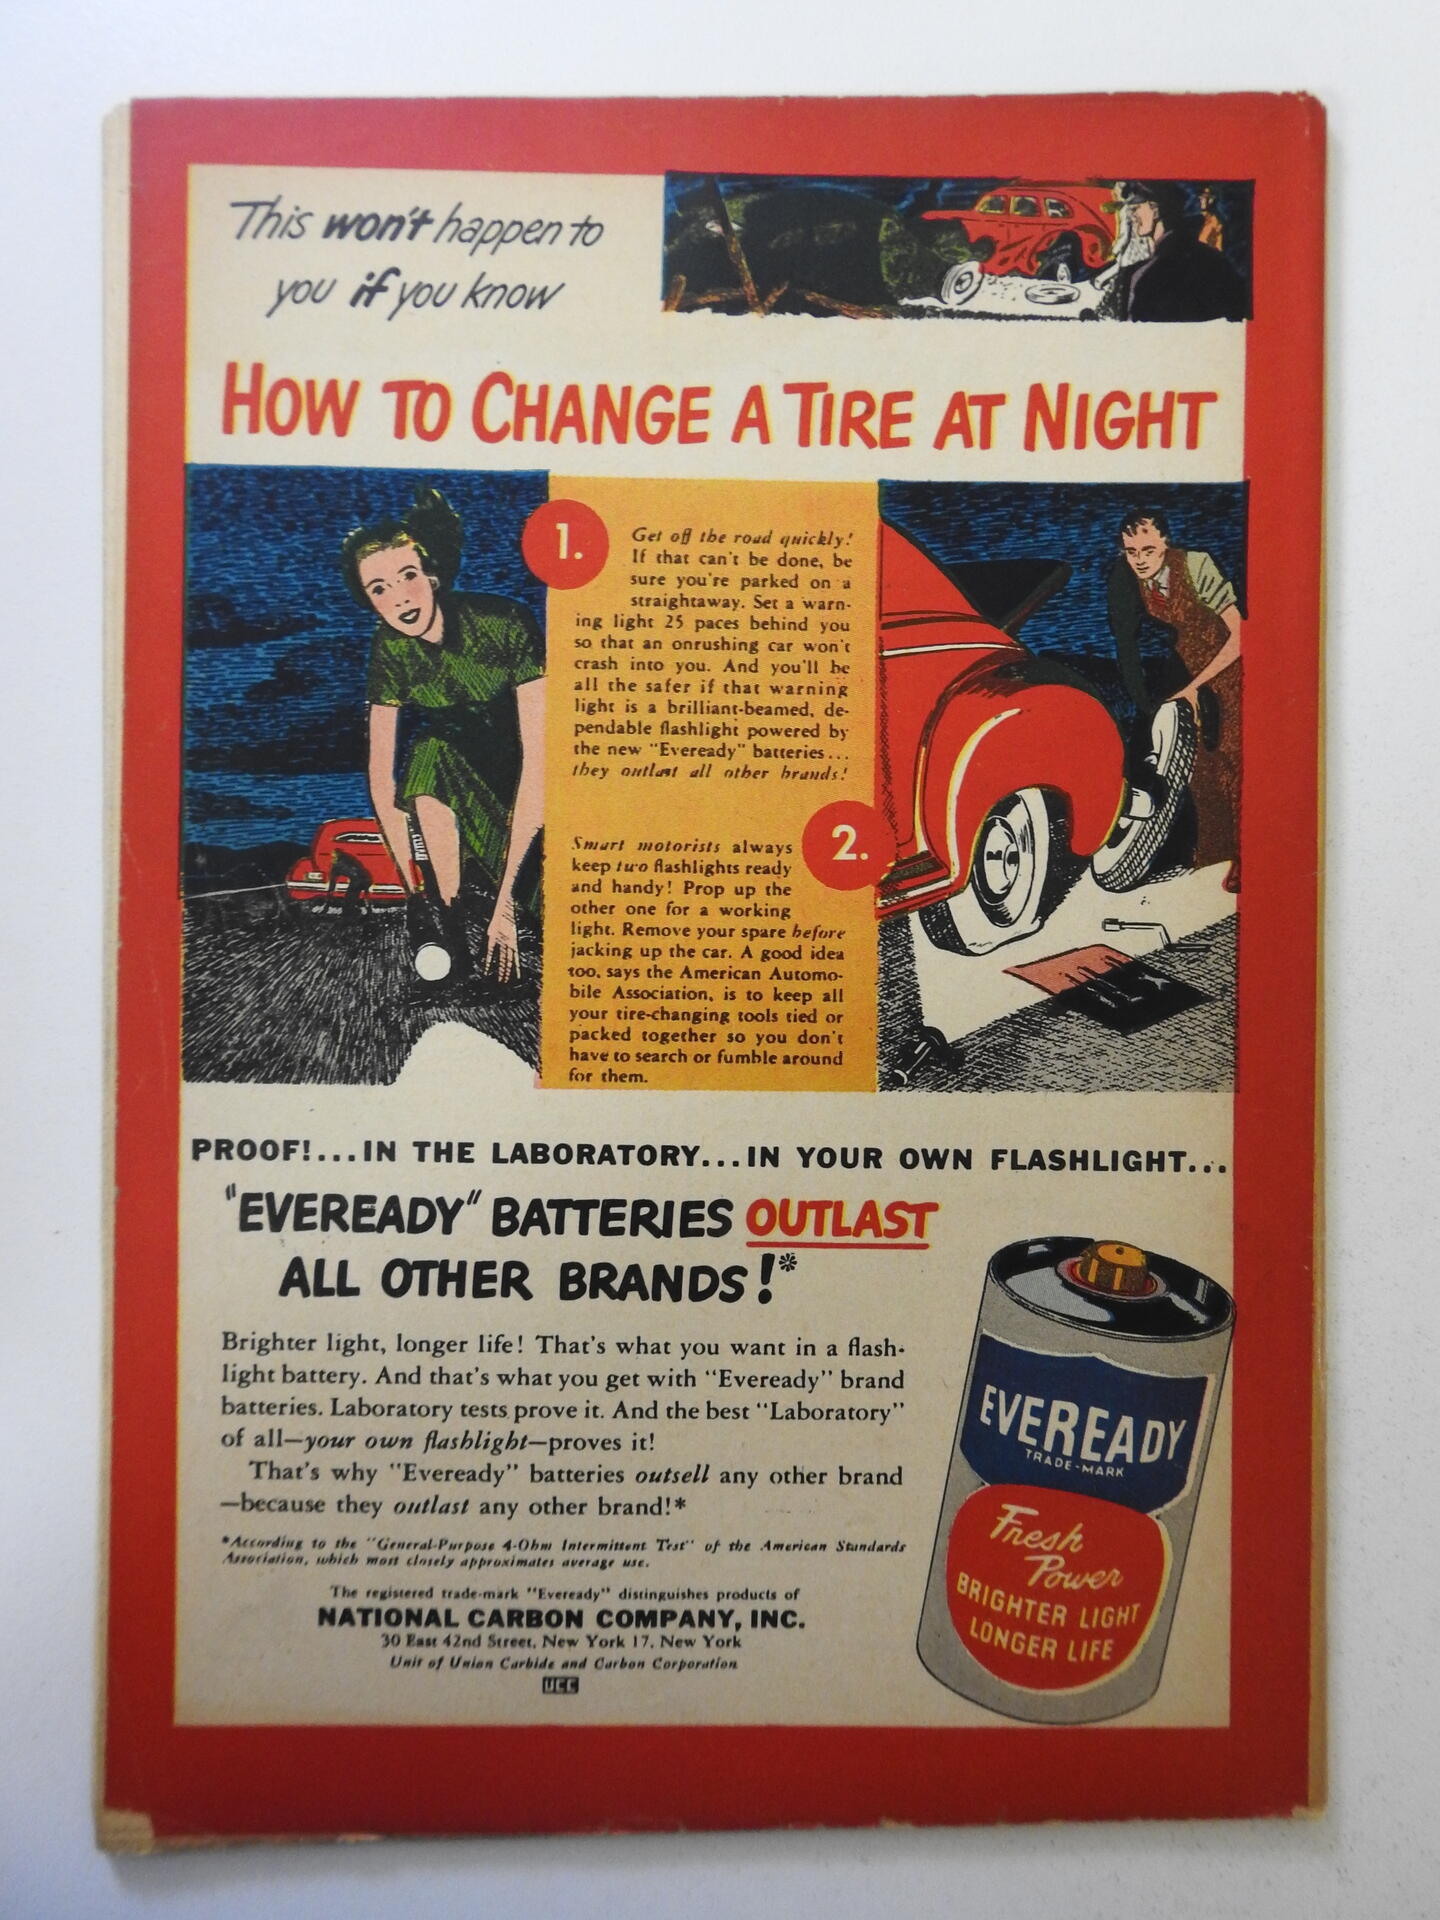 This won't happen to
you if you know
HOW TO CHANGE A TIRE AT NIGHT
1.
Get off the road quickly!
If that can't be done, be
sure you're parked on a
straightaway. Set a warn-
ing light 25 paces behind you
so that an onrushing car won't
crash into you. And you'll be
all the safer if that warning
light is a brilliant-beamed, de-
pendable flashlight powered by
the new "Eveready" batteries...
they outlast all other brands!
2.
Smart motorists always
keep two flashlights ready
and handy! Prop up the
other one for a working
light. Remove your spare before
jacking up the car. A good idea
too, says the American Automo-
bile Association, is to keep all
your tire-changing tools tied or
packed together so you don't
have to search or fumble around
for them.
PROOF!...IN THE LABORATORY...IN YOUR OWN FLASHLIGHT...
"EVEREADY" BATTERIES OUTLAST
ALL OTHER BRANDS!*
Brighter light, longer life! That's what you want in a flash-
light battery. And that's what you get with "Eveready" brand
batteries. Laboratory tests prove it. And the best "Laboratory"
of all—your own flashlight—proves it!
That's why "Eveready" batteries outsell any other brand
—because they outlast any other brand!*
*According to the "General-Purpose 4-Ohm Intermittent Test" of the American Standards
Association, which most closely approximates average use.
The registered trade-mark "Eveready" distinguishes products of
NATIONAL CARBON COMPANY, INC.
30 East 42nd Street, New York 17, New York
Unit of Union Carbide and Carbon Corporation
UCC
EVEREADY
TRADE-MARK
Fresh
Power
BRIGHTER LIGHT
LONGER LIFE